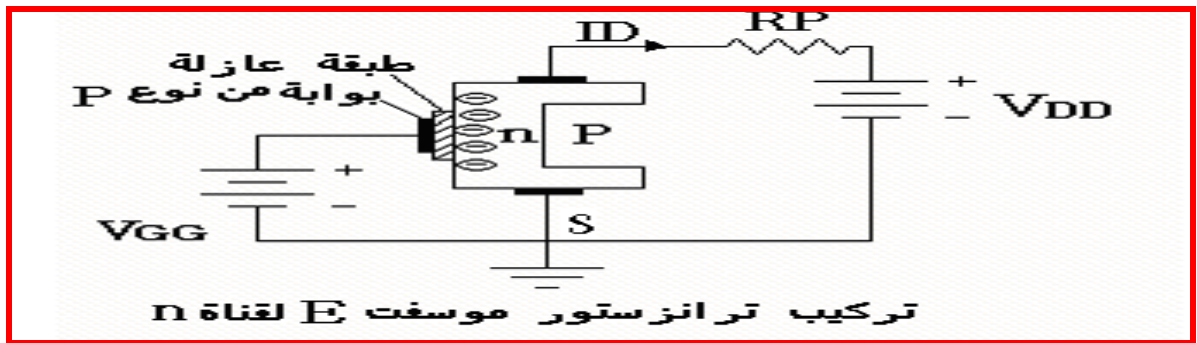 ID
RP
طبقة عازلة
بوابة من نوع P
n
P
+
−
VDD
+
−
VGG
S
تركيب ترانزستور موسفت E لقناة n